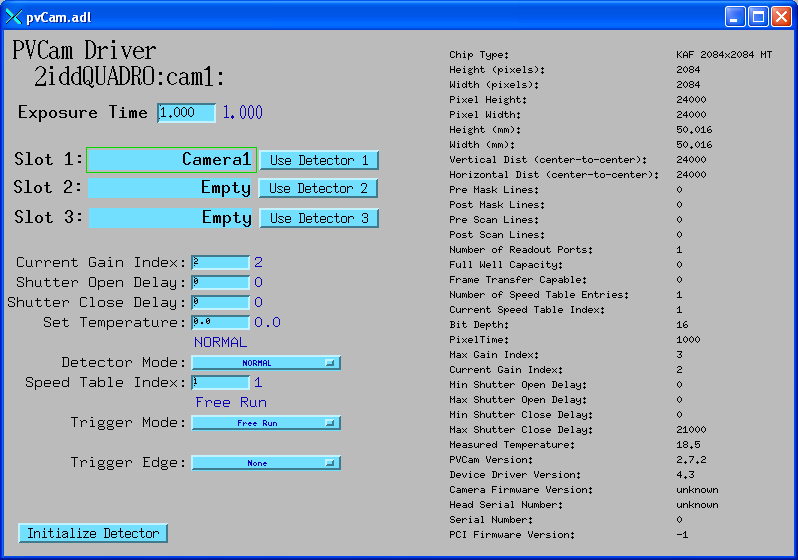 pvCam.adl
PVCam Driver
2iddQUADRO:cam1:
Exposure Time 1.000 1.000
Slot 1: Camera1 Use Detector 1
Slot 2: Empty Use Detector 2
Slot 3: Empty Use Detector 3
Current Gain Index: 2 2
Shutter Open Delay: 0 0
Shutter Close Delay: 0 0
Set Temperature: 0.0 0.0
NORMAL
Detector Mode: NORMAL
Speed Table Index: 1 1
Free Run
Trigger Mode: Free Run
Trigger Edge: None
Initialize Detector
Chip Type: KAF 2084x2084 MT
Height (pixels): 2084
Width (pixels): 2084
Pixel Height: 24000
Pixel Width: 24000
Height (mm): 50.016
Width (mm): 50.016
Vertical Dist (center-to-center): 24000
Horizontal Dist (center-to-center): 24000
Pre Mask Lines: 0
Post Mask Lines: 0
Pre Scan Lines: 0
Post Scan Lines: 0
Number of Readout Ports: 1
Full Well Capacity: 0
Frame Transfer Capable: 0
Number of Speed Table Entries: 1
Current Speed Table Index: 1
Bit Depth: 16
PixelTime: 1000
Max Gain Index: 3
Current Gain Index: 2
Min Shutter Open Delay: 0
Max Shutter Open Delay: 0
Min Shutter Close Delay: 0
Max Shutter Close Delay: 21000
Measured Temperature: 18.5
PVCam Version: 2.7.2
Device Driver Version: 4.3
Camera Firmware Version: unknown
Head Serial Number: unknown
Serial Number: 0
PCI Firmware Version: -1